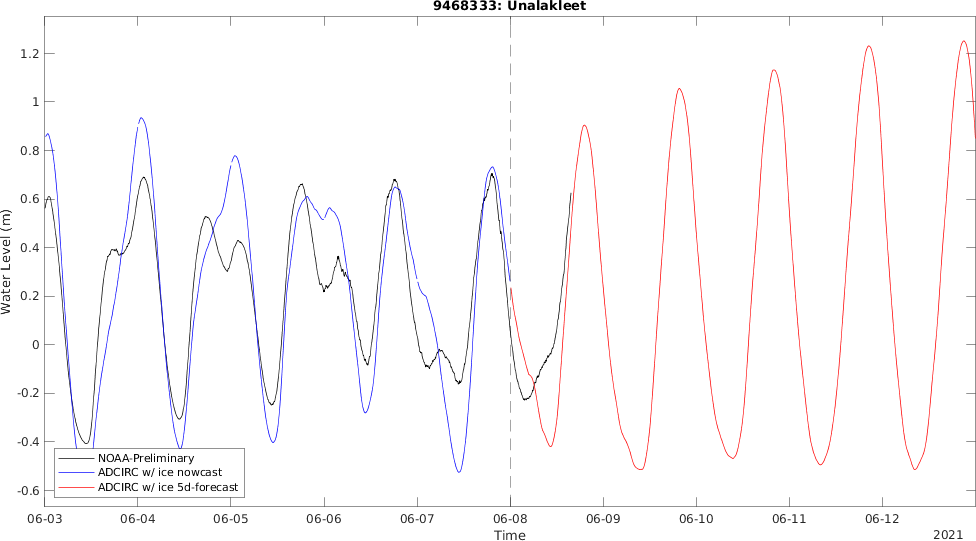 9468333: Unalakleet
1.2
1
0.8
0.6
0.4
0.2
0
-0.2
-0.4
-0.6
Water Level (m)
NOAA-Preliminary
ADCIRC w/ ice nowcast
ADCIRC w/ ice 5d-forecast
06-03 06-04 06-05 06-06 06-07 06-08 06-09 06-10 06-11 06-12
Time
2021